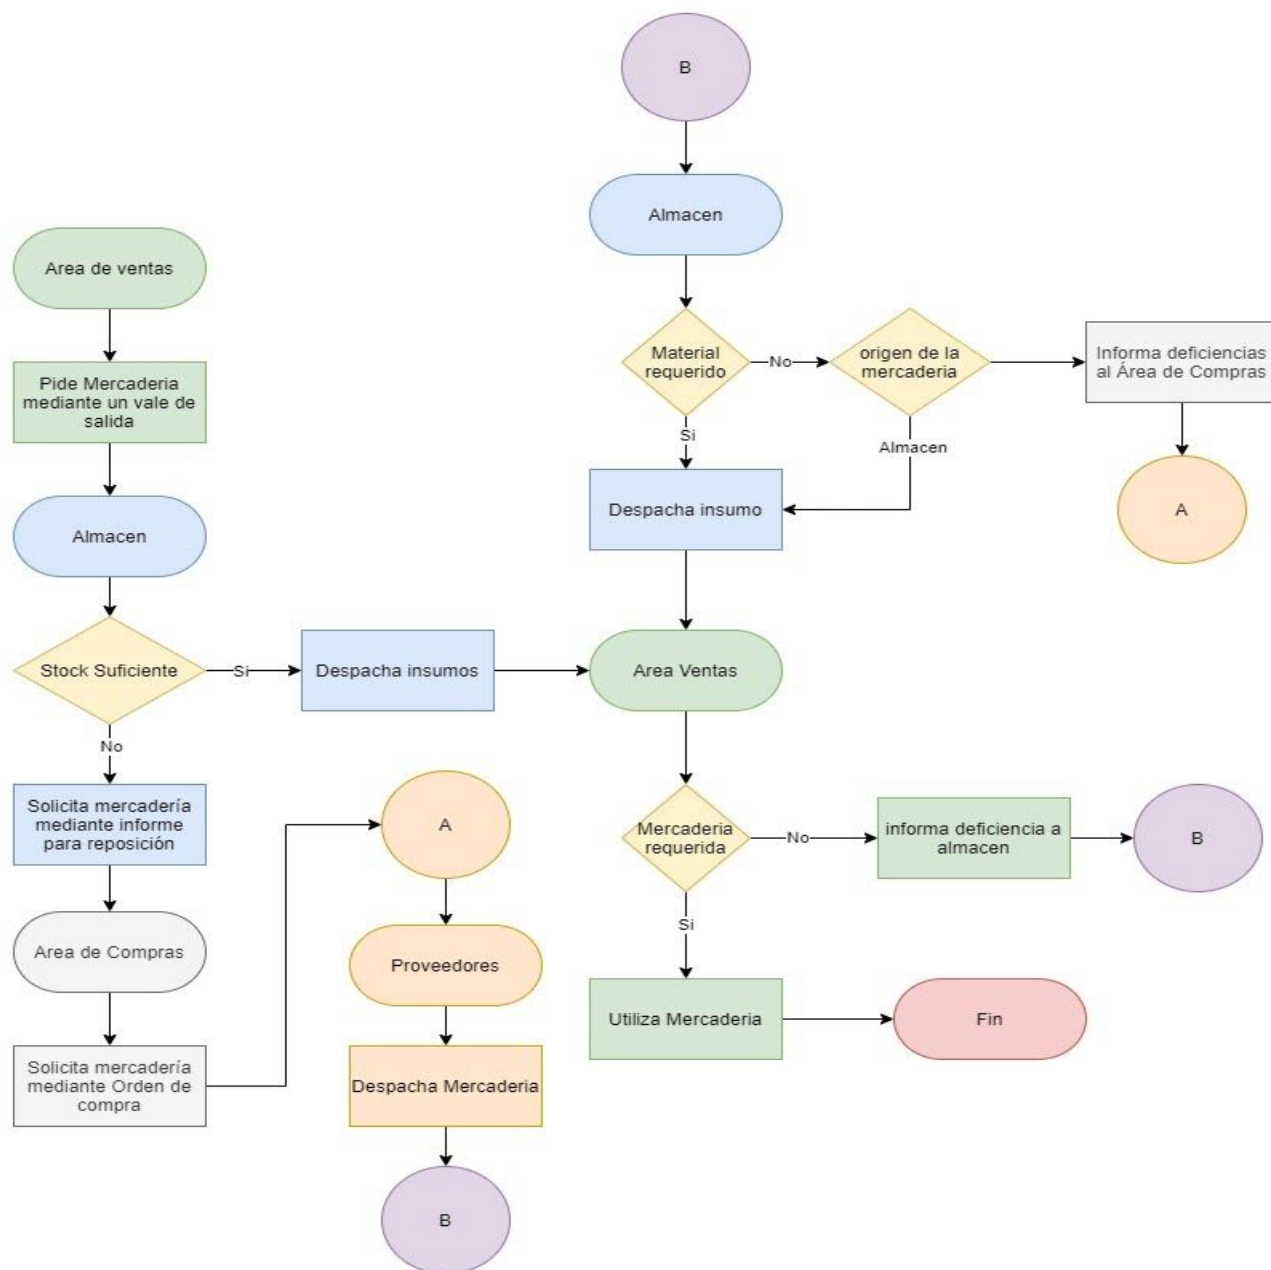 B
Almacen
Area de ventas
Material
requerido
No
origen de la
mercaderia
Informa deficiencias
al Área de Compras
Pide Mercaderia
mediante un vale de
salida
Si
Almacen
Almacen
Despacha insumo
A
Stock Suficiente
Si
Despacha insumos
Area Ventas
No
Solicita mercadería
mediante informe
para reposición
A
Mercaderia
requerida
No
informa deficiencia a
almacen
B
Si
Area de Compras
Proveedores
Utiliza Mercaderia
Fin
Solicita mercadería
mediante Orden de
compra
Despacha Mercaderia
B